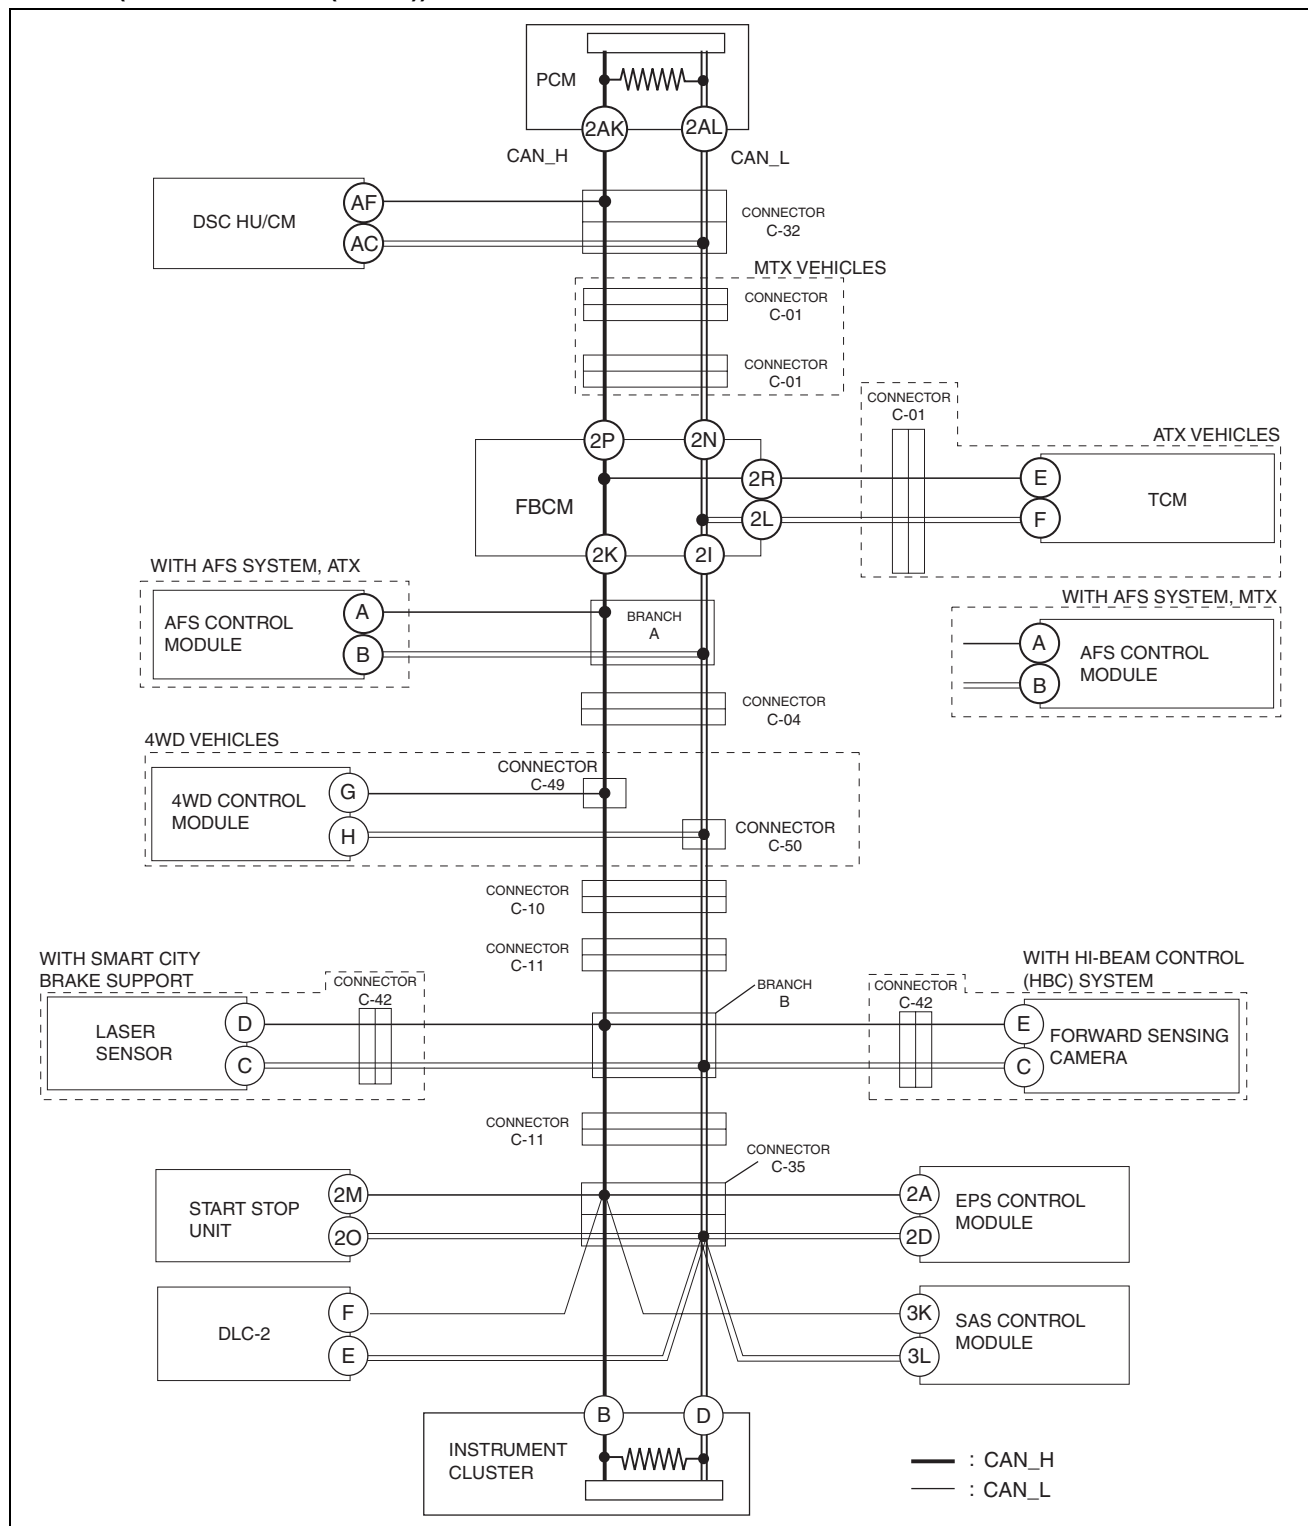 PCM
2AK
2AL
CAN_H
CAN_L
DSC HU/CM
AF
AC
CONNECTOR
C-32
MTX VEHICLES
CONNECTOR
C-01
CONNECTOR
C-01
CONNECTOR
C-01
ATX VEHICLES
2P
2N
2R
2L
FBCM
2K
2I
E
F
TCM
WITH AFS SYSTEM, ATX
AFS CONTROL
MODULE
A
B
BRANCH
A
WITH AFS SYSTEM, MTX
A
B
AFS CONTROL
MODULE
CONNECTOR
C-04
4WD VEHICLES
4WD CONTROL
MODULE
G
H
CONNECTOR
C-49
CONNECTOR
C-50
CONNECTOR
C-10
CONNECTOR
C-11
WITH SMART CITY
BRAKE SUPPORT
CONNECTOR
C-42
LASER
SENSOR
D
C
BRANCH
B
WITH HI-BEAM CONTROL
(HBC) SYSTEM
CONNECTOR
C-42
E
C
FORWARD SENSING
CAMERA
CONNECTOR
C-11
CONNECTOR
C-35
START STOP
UNIT
2M
2O
2A
2D
EPS CONTROL
MODULE
DLC-2
F
E
3K
3L
SAS CONTROL
MODULE
B
D
INSTRUMENT
CLUSTER
: CAN_H
: CAN_L